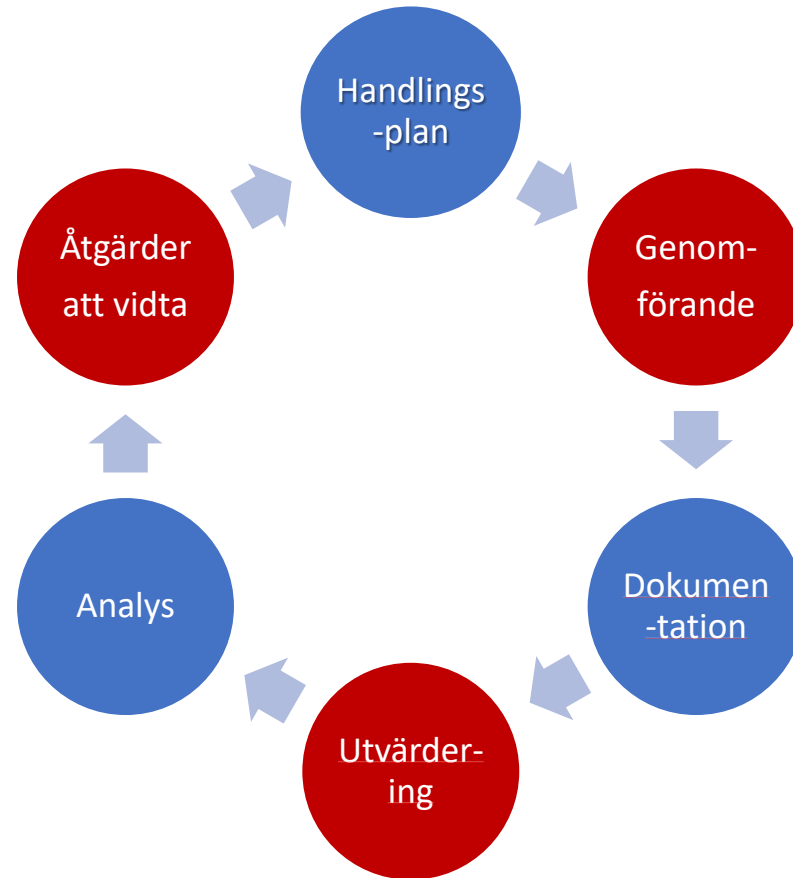 Handlings
-plan
Genom-
förande
Dokumen
-tation
Utvärder-
ing
Analys
Åtgärder
att vidta